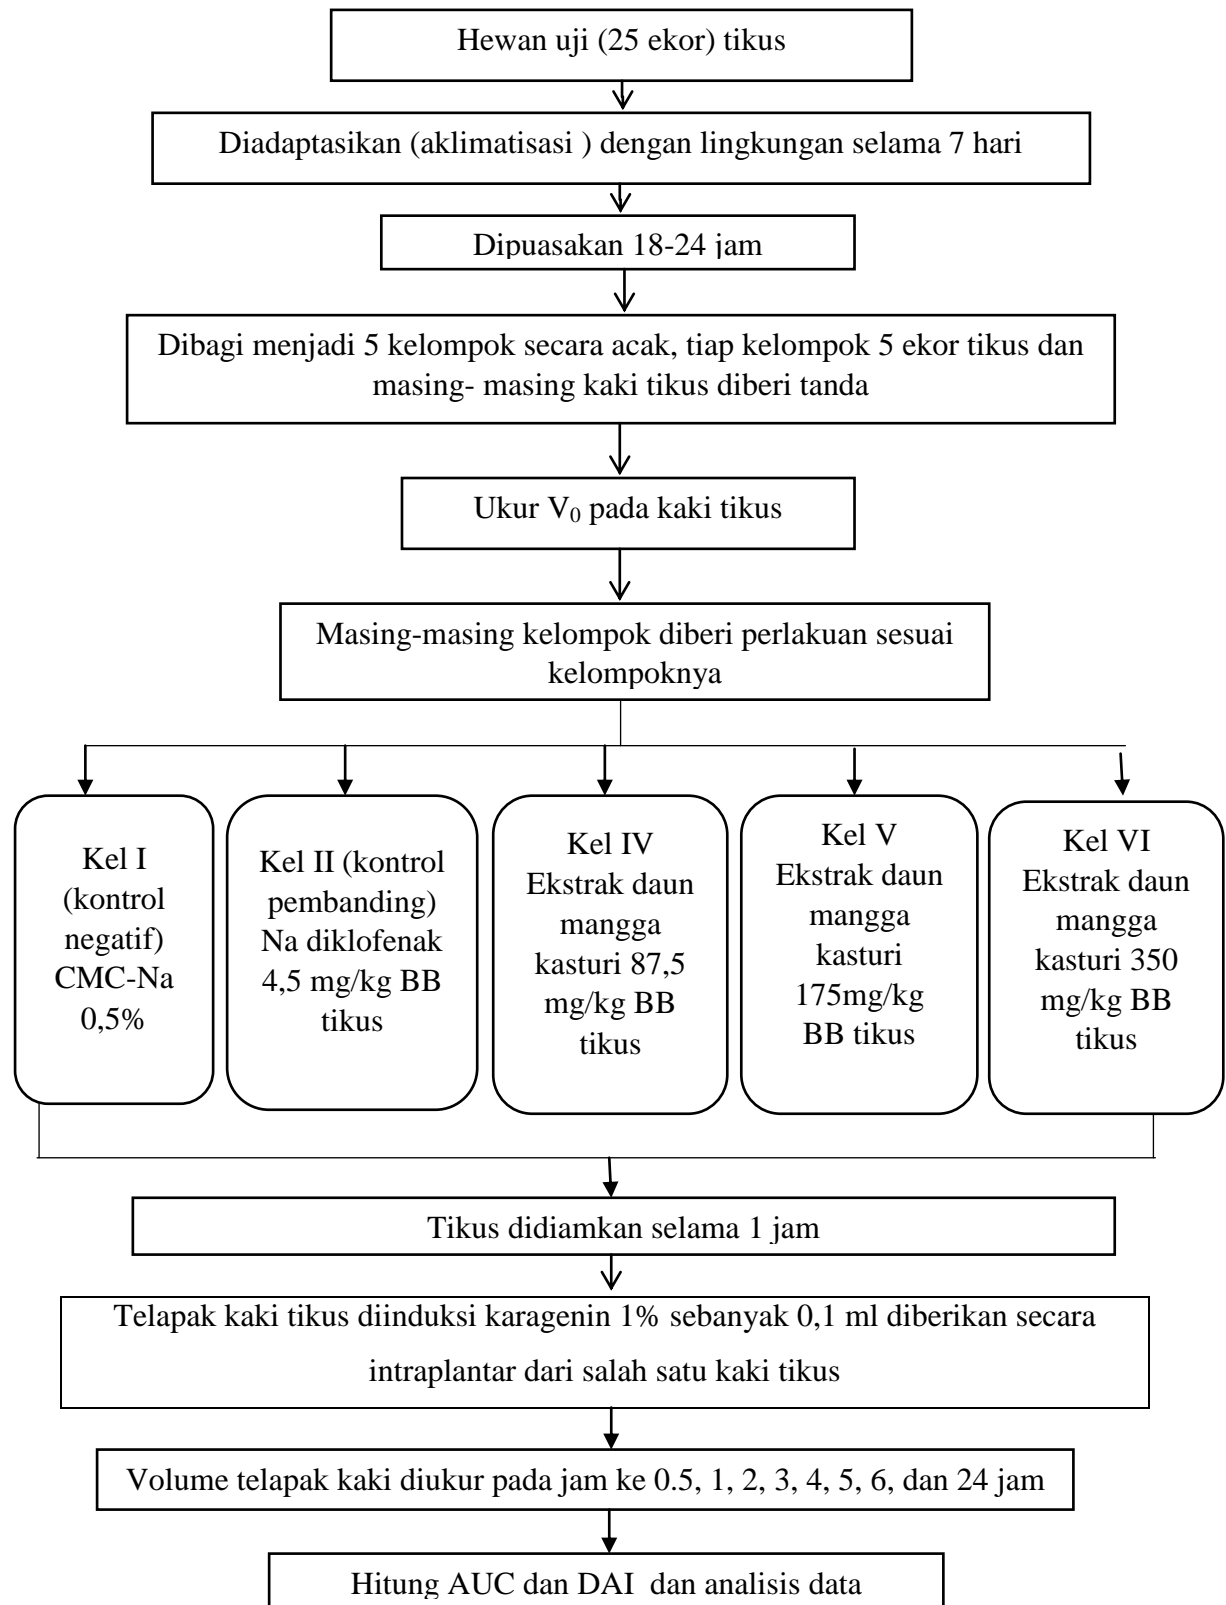 Hewan uji (25 ekor) tikus
Diadaptasikan (aklimatisasi ) dengan lingkungan selama 7 hari
Dipuasakan 18-24 jam
Dibagi menjadi 5 kelompok secara acak, tiap kelompok 5 ekor tikus dan
masing- masing kaki tikus diberi tanda
Ukur V₀ pada kaki tikus
Masing-masing kelompok diberi perlakuan sesuai
kelompoknya
Kel I
(kontrol
negatif)
CMC-Na
0,5%
Kel II (kontrol
pembanding)
Na diklofenak
4,5 mg/kg BB
tikus
Kel IV
Ekstrak daun
mangga
kasturi 87,5
mg/kg BB
tikus
Kel V
Ekstrak daun
mangga
kasturi
175mg/kg
BB tikus
Kel VI
Ekstrak daun
mangga
kasturi 350
mg/kg BB
tikus
Tikus didiamkan selama 1 jam
Telapak kaki tikus diinduksi karagenin 1% sebanyak 0,1 ml diberikan secara
intraplantar dari salah satu kaki tikus
Volume telapak kaki diukur pada jam ke 0.5, 1, 2, 3, 4, 5, 6, dan 24 jam
Hitung AUC dan DAI  dan analisis data